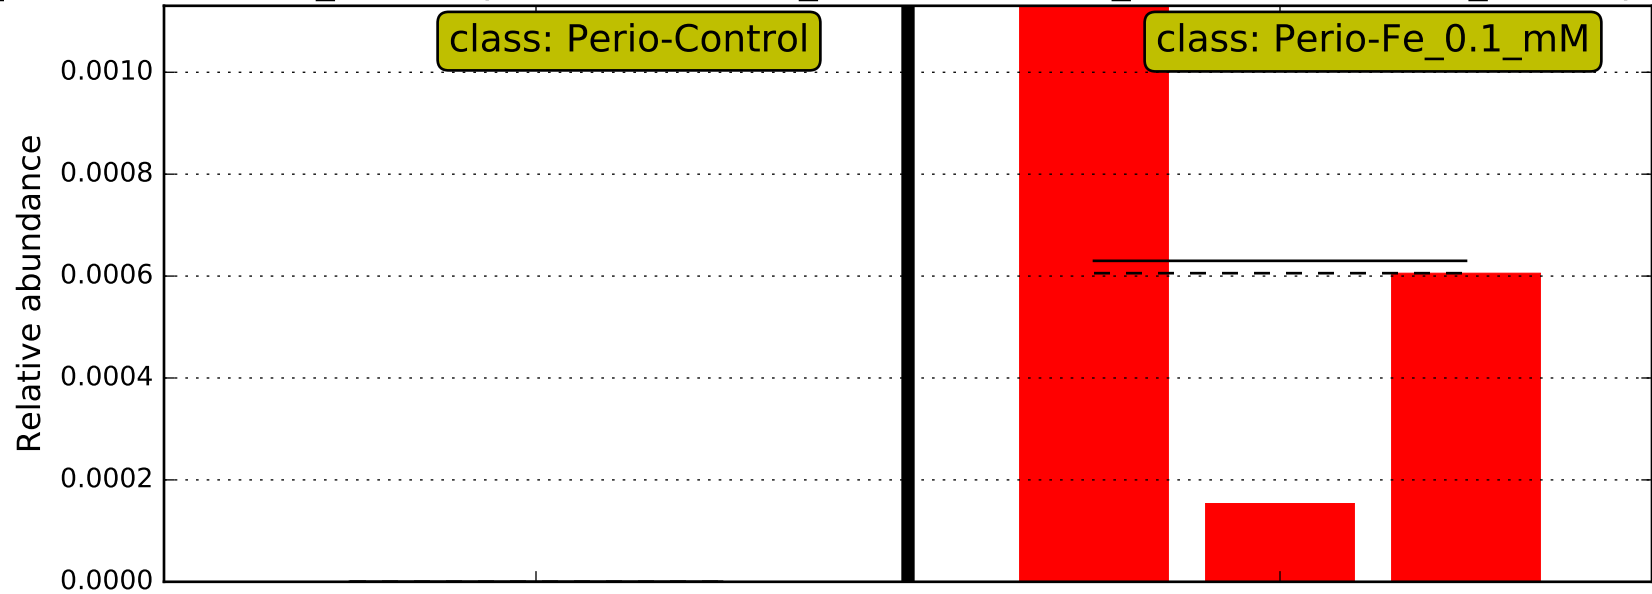 class: Perio-Control
class: Perio-Fe_0.1_mM
Relative abundance
0.0010
0.0008
0.0006
0.0004
0.0002
0.0000